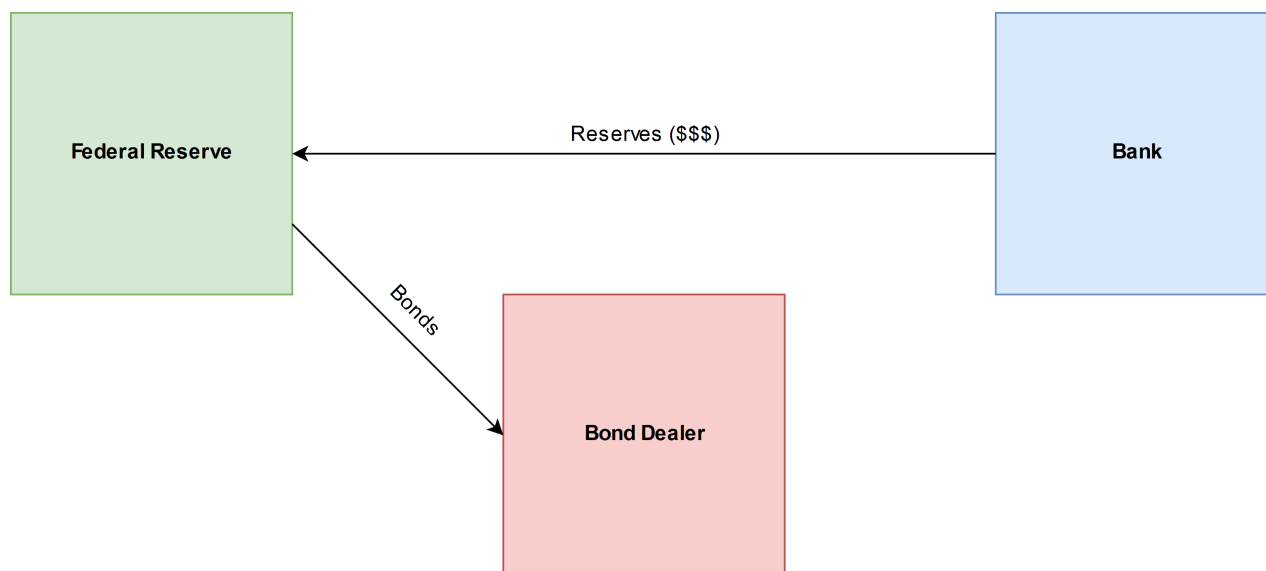 Reserves ($$$)
Federal Reserve
Bank
Bonds
Bond Dealer